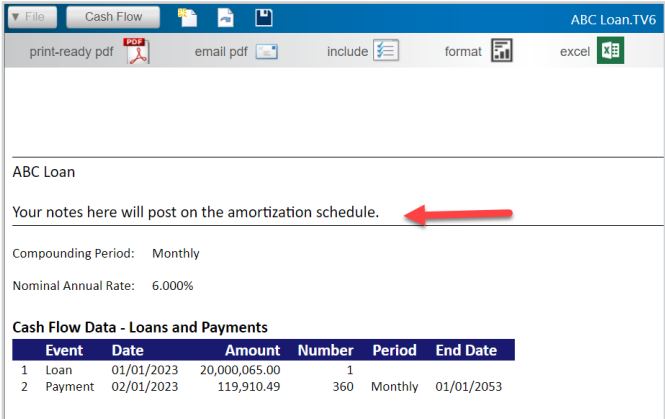 ▼ File Cash Flow ABC Loan.TV6
print-ready pdf PDF email pdf include format excel
ABC Loan
Your notes here will post on the amortization schedule.
Compounding Period: Monthly
Nominal Annual Rate: 6.000%
Cash Flow Data - Loans and Payments
Event Date Amount Number Period End Date
1 Loan 01/01/2023 20,000,065.00 1
2 Payment 02/01/2023 119,910.49 360 Monthly 01/01/2053